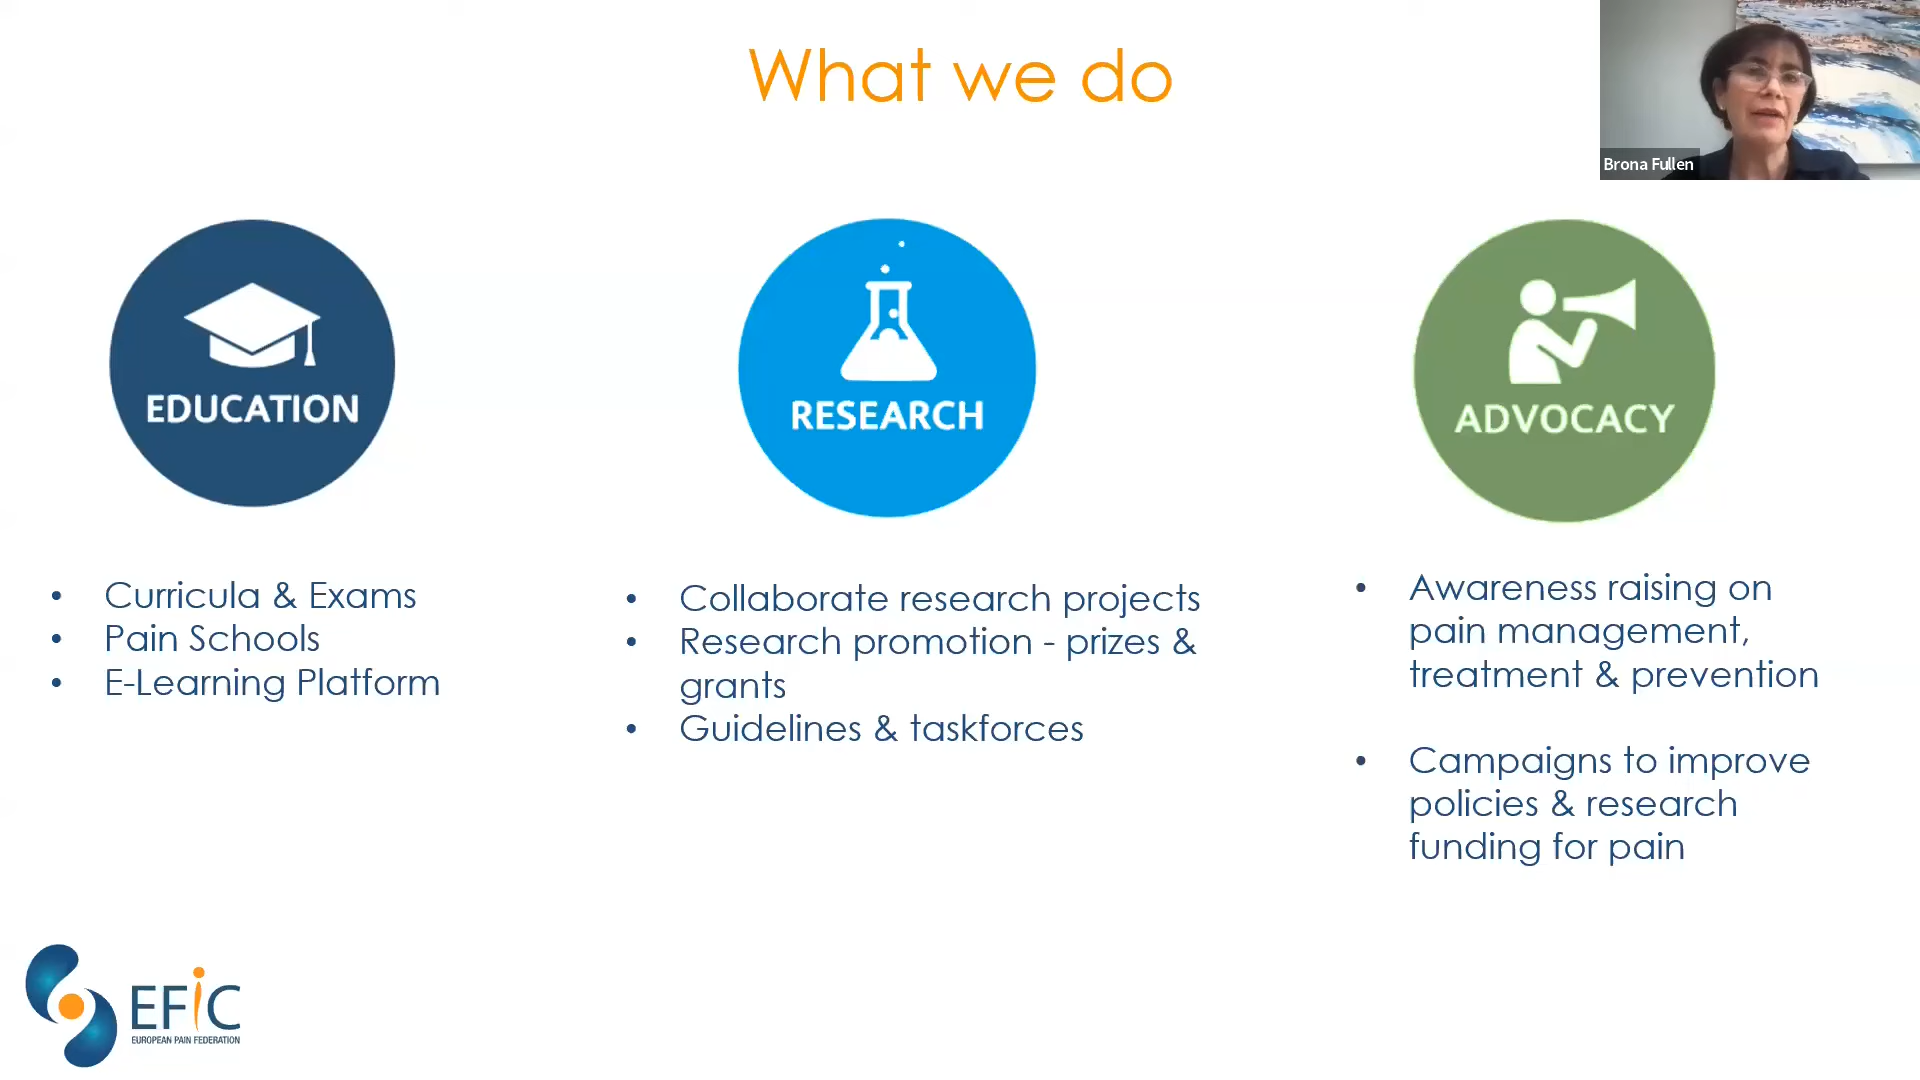 What we do
Brona Fullen
EDUCATION
• Curricula & Exams
• Pain Schools
• E-Learning Platform
RESEARCH
• Collaborate research projects
• Research promotion - prizes &
grants
• Guidelines & taskforces
ADVOCACY
• Awareness raising on
pain management,
treatment & prevention
• Campaigns to improve
policies & research
funding for pain
EFiC
EUROPEAN PAIN FEDERATION